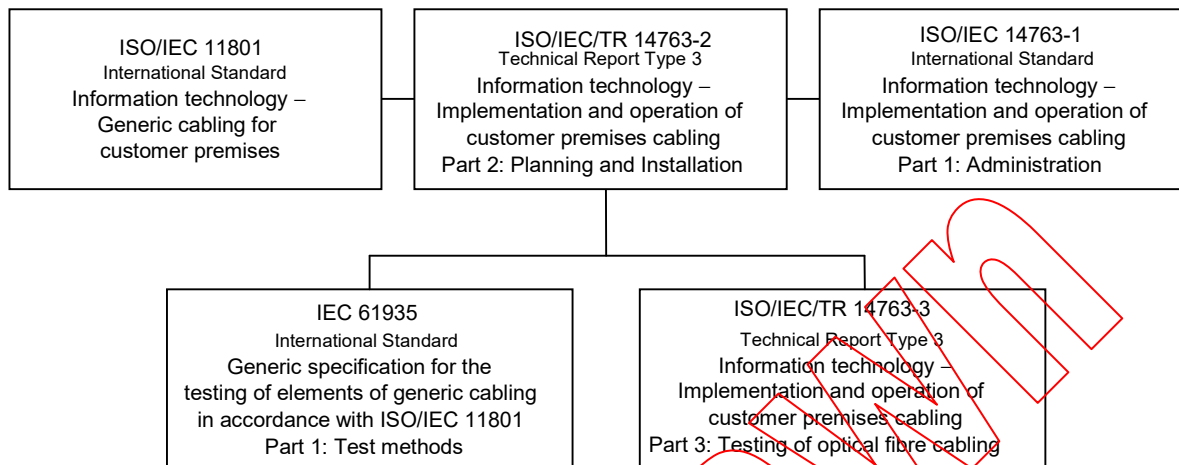 ISO/IEC 11801
International Standard
Information technology –
Generic cabling for
customer premises
ISO/IEC/TR 14763-2
Technical Report Type 3
Information technology –
Implementation and operation of
customer premises cabling
Part 2: Planning and Installation
ISO/IEC 14763-1
International Standard
Information technology –
Implementation and operation of
customer premises cabling
Part 1: Administration
IEC 61935
International Standard
Generic specification for the
testing of elements of generic cabling
in accordance with ISO/IEC 11801
Part 1: Test methods
ISO/IEC/TR 14763-3
Technical Report Type 3
Information technology –
Implementation and operation of
customer premises cabling
Part 3: Testing of optical fibre cabling